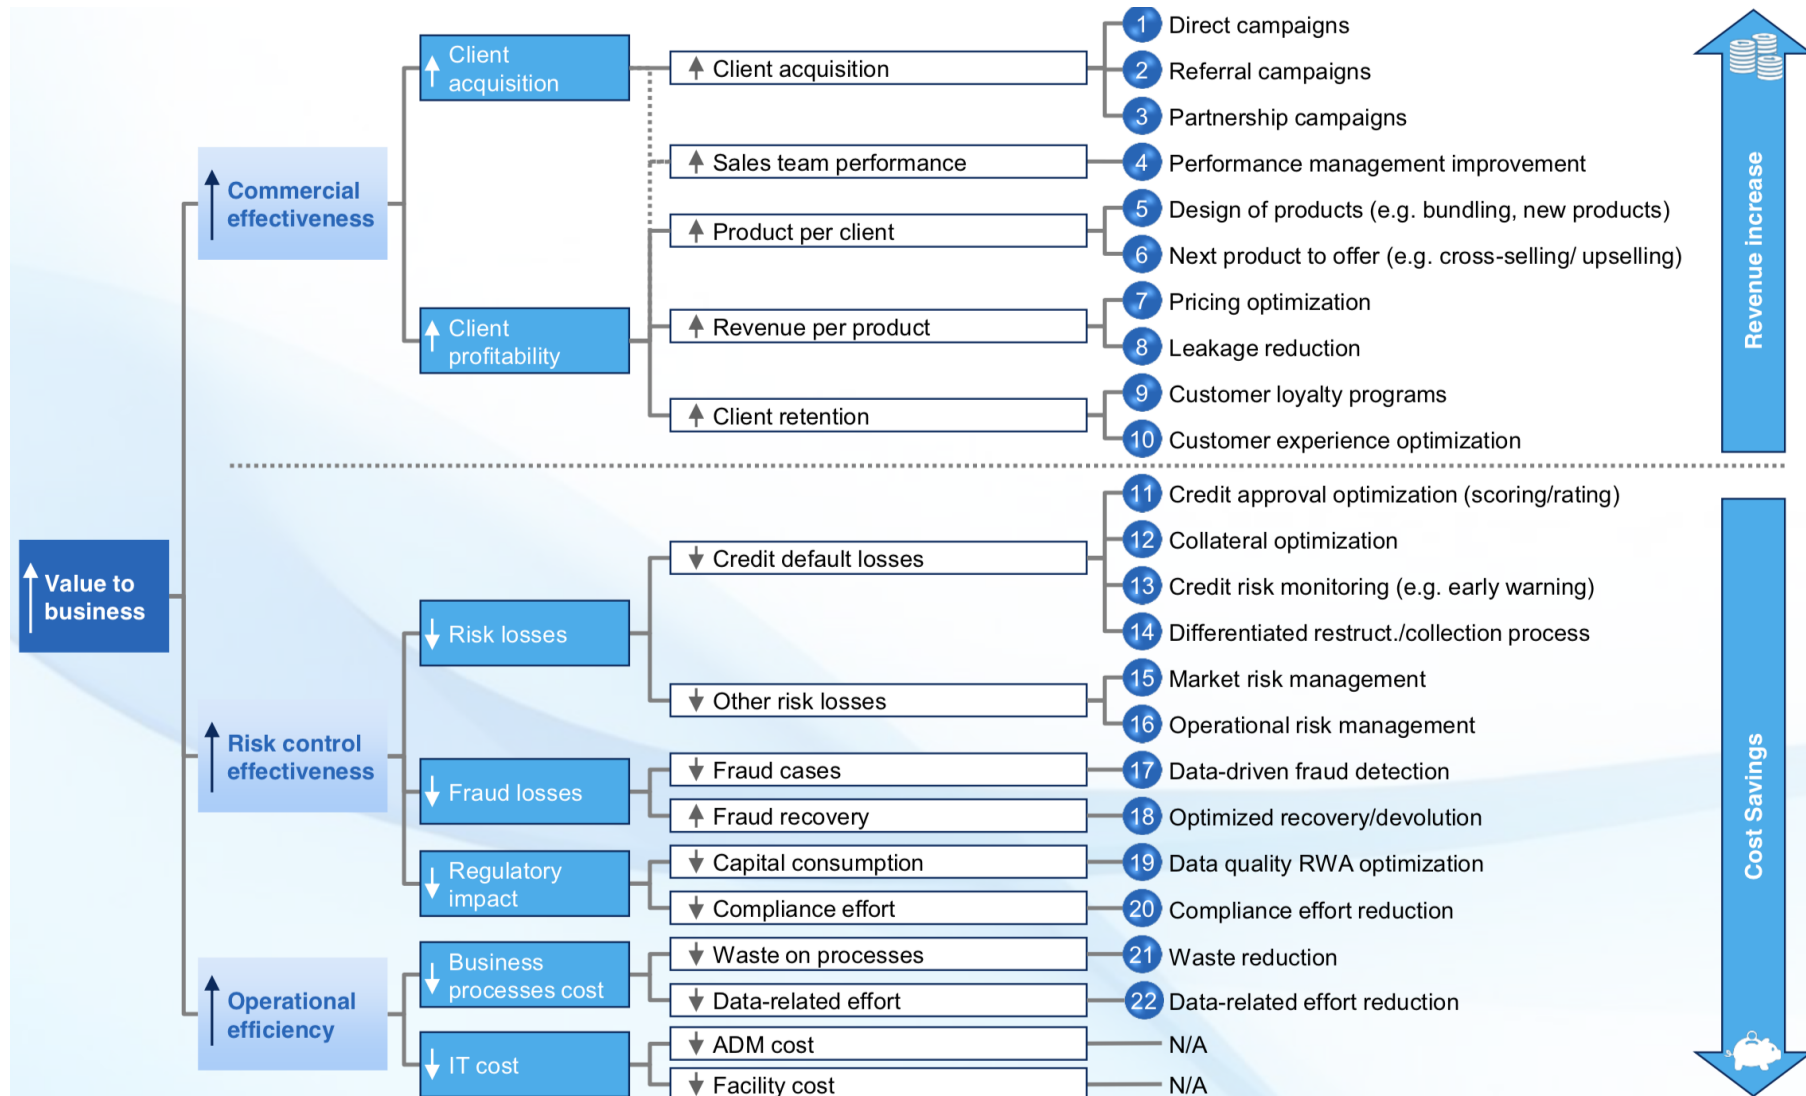 Value to
business
Commercial
effectiveness
Client
acquisition
Client acquisition
1 Direct campaigns
2 Referral campaigns
3 Partnership campaigns
Sales team performance
4 Performance management improvement
Client
profitability
Product per client
5 Design of products (e.g. bundling, new products)
6 Next product to offer (e.g. cross-selling/ upselling)
Revenue per product
7 Pricing optimization
8 Leakage reduction
Client retention
9 Customer loyalty programs
10 Customer experience optimization
Revenue increase
Risk control
effectiveness
Risk losses
Credit default losses
11 Credit approval optimization (scoring/rating)
12 Collateral optimization
13 Credit risk monitoring (e.g. early warning)
14 Differentiated restruct./collection process
Other risk losses
15 Market risk management
16 Operational risk management
Fraud losses
Fraud cases
17 Data-driven fraud detection
Fraud recovery
18 Optimized recovery/devolution
Regulatory
impact
Capital consumption
19 Data quality RWA optimization
Compliance effort
20 Compliance effort reduction
Operational
efficiency
Business
processes cost
Waste on processes
21 Waste reduction
Data-related effort
22 Data-related effort reduction
IT cost
ADM cost
N/A
Facility cost
N/A
Cost Savings